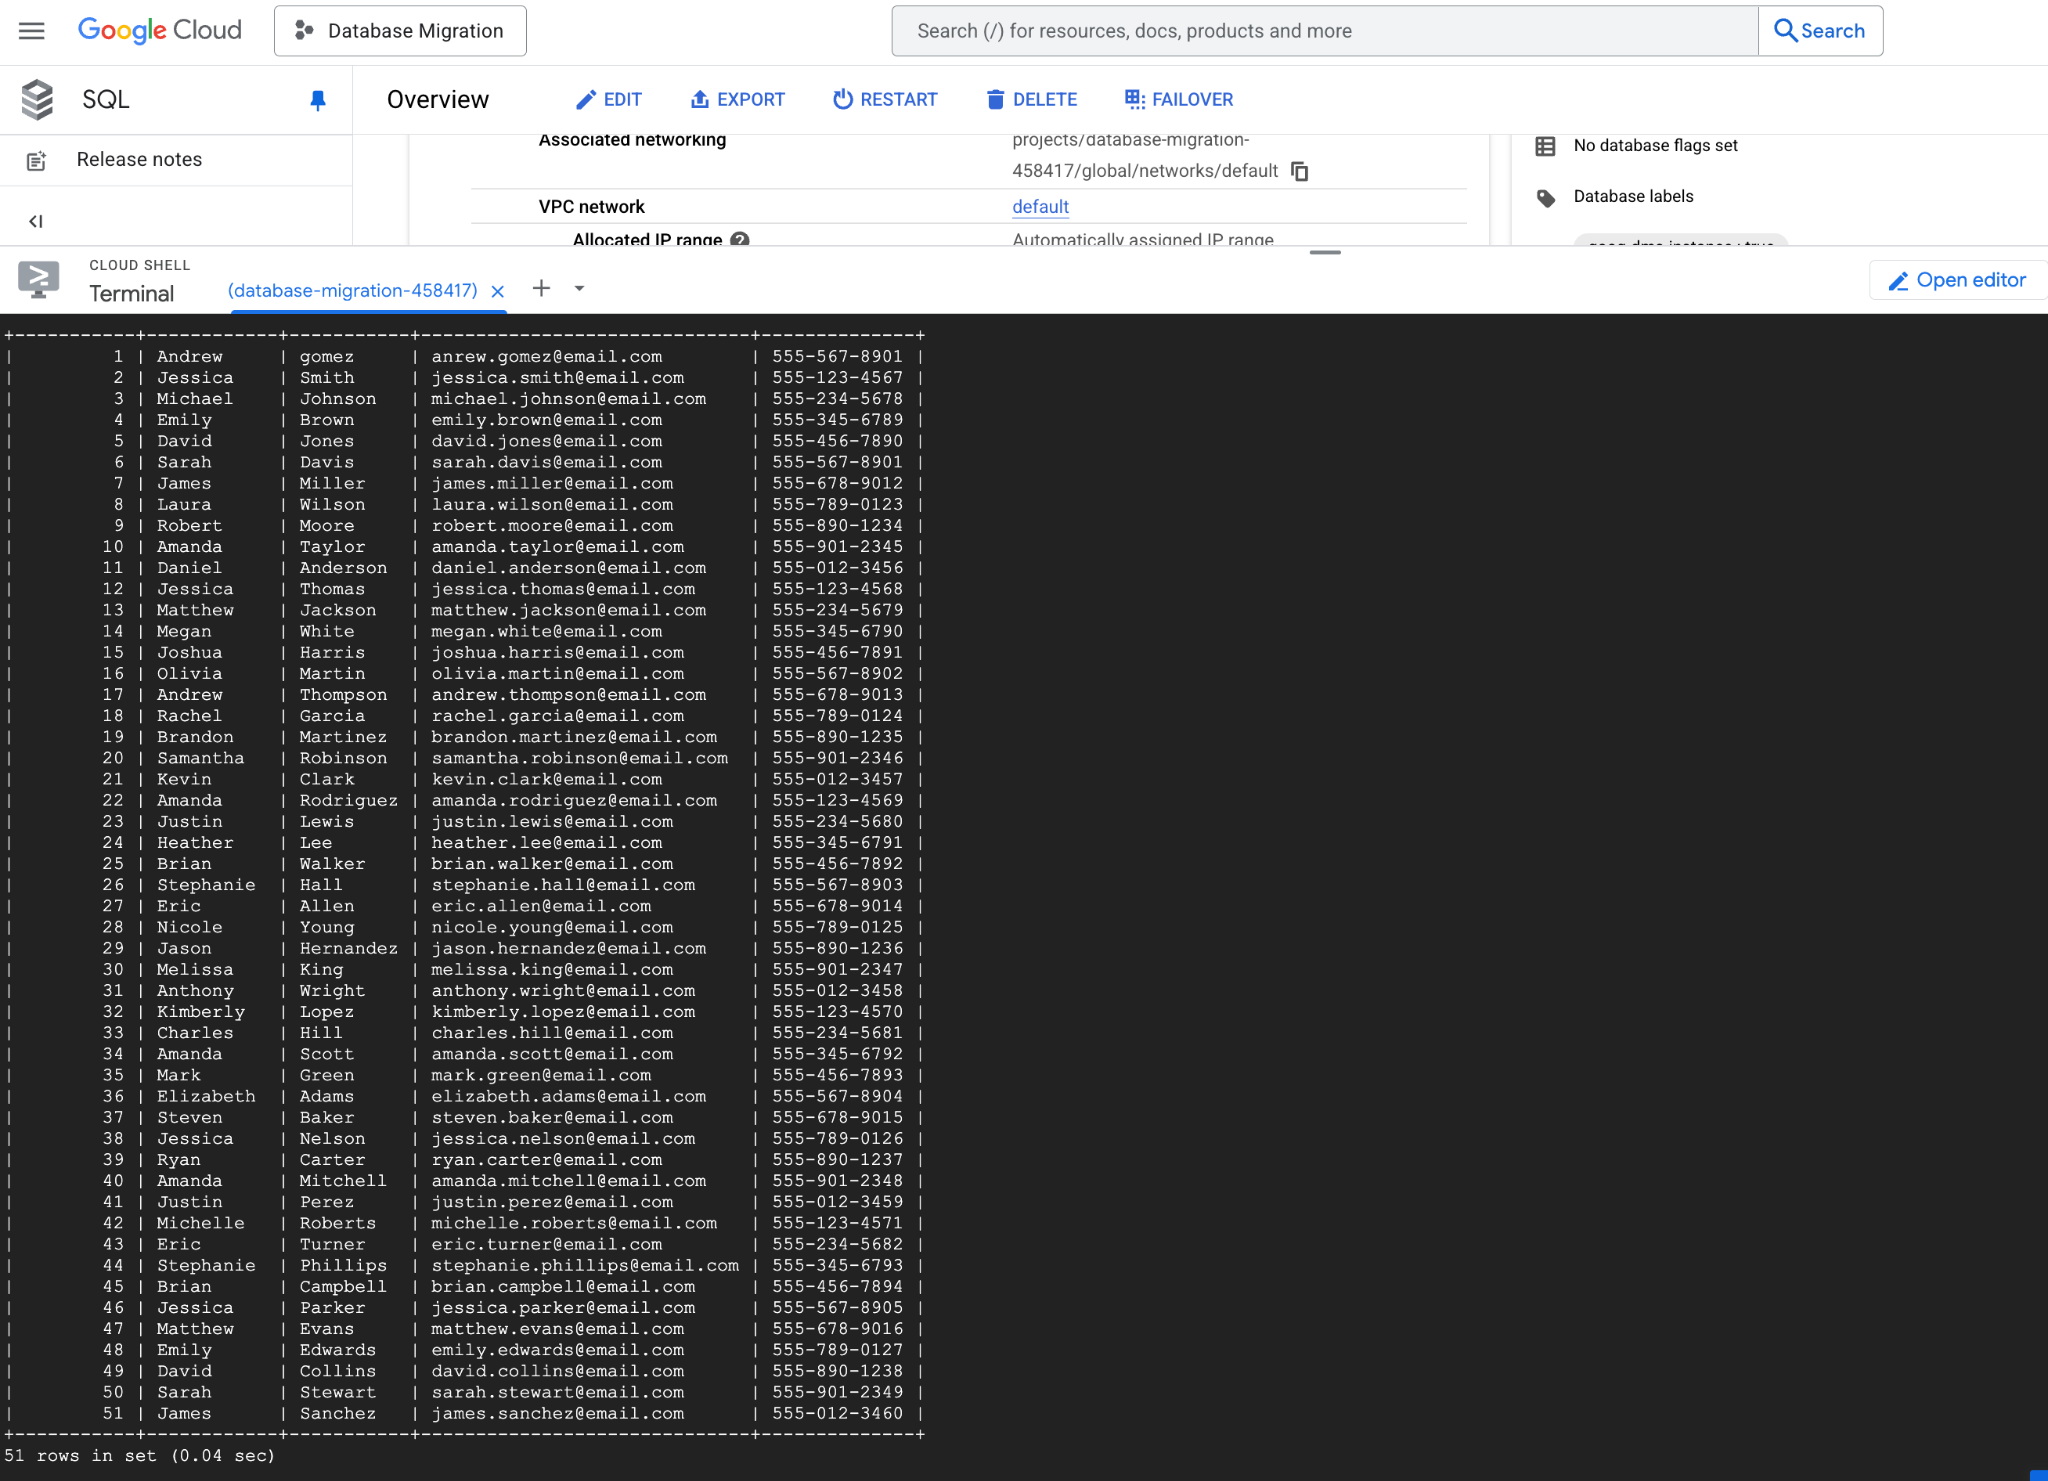 Google Cloud
Database Migration
Search (/) for resources, docs, products and more
Search
SQL
Overview
EDIT
EXPORT
RESTART
DELETE
FAILOVER
Release notes
Associated networking
projects/database-migration-
458417/global/networks/default
VPC network
default
Allocated IP range
Automatically assigned IP range
No database flags set
Database labels
goog-dms-instance : true
CLOUD SHELL
Terminal
(database-migration-458417)
Open editor
+-----------+------------+-----------+------------------------------+--------------+
| 1 | Andrew | gomez | anrew.gomez@email.com | 555-567-8901 |
| 2 | Jessica | Smith | jessica.smith@email.com | 555-123-4567 |
| 3 | Michael | Johnson | michael.johnson@email.com | 555-234-5678 |
| 4 | Emily | Brown | emily.brown@email.com | 555-345-6789 |
| 5 | David | Jones | david.jones@email.com | 555-456-7890 |
| 6 | Sarah | Davis | sarah.davis@email.com | 555-567-8901 |
| 7 | James | Miller | james.miller@email.com | 555-678-9012 |
| 8 | Laura | Wilson | laura.wilson@email.com | 555-789-0123 |
| 9 | Robert | Moore | robert.moore@email.com | 555-890-1234 |
| 10 | Amanda | Taylor | amanda.taylor@email.com | 555-901-2345 |
| 11 | Daniel | Anderson | daniel.anderson@email.com | 555-012-3456 |
| 12 | Jessica | Thomas | jessica.thomas@email.com | 555-123-4568 |
| 13 | Matthew | Jackson | matthew.jackson@email.com | 555-234-5679 |
| 14 | Megan | White | megan.white@email.com | 555-345-6790 |
| 15 | Joshua | Harris | joshua.harris@email.com | 555-456-7891 |
| 16 | Olivia | Martin | olivia.martin@email.com | 555-567-8902 |
| 17 | Andrew | Thompson | andrew.thompson@email.com | 555-678-9013 |
| 18 | Rachel | Garcia | rachel.garcia@email.com | 555-789-0124 |
| 19 | Brandon | Martinez | brandon.martinez@email.com | 555-890-1235 |
| 20 | Samantha | Robinson | samantha.robinson@email.com | 555-901-2346 |
| 21 | Kevin | Clark | kevin.clark@email.com | 555-012-3457 |
| 22 | Amanda | Rodriguez | amanda.rodriguez@email.com | 555-123-4569 |
| 23 | Justin | Lewis | justin.lewis@email.com | 555-234-5680 |
| 24 | Heather | Lee | heather.lee@email.com | 555-345-6791 |
| 25 | Brian | Walker | brian.walker@email.com | 555-456-7892 |
| 26 | Stephanie | Hall | stephanie.hall@email.com | 555-567-8903 |
| 27 | Eric | Allen | eric.allen@email.com | 555-678-9014 |
| 28 | Nicole | Young | nicole.young@email.com | 555-789-0125 |
| 29 | Jason | Hernandez | jason.hernandez@email.com | 555-890-1236 |
| 30 | Melissa | King | melissa.king@email.com | 555-901-2347 |
| 31 | Anthony | Wright | anthony.wright@email.com | 555-012-3458 |
| 32 | Kimberly | Lopez | kimberly.lopez@email.com | 555-123-4570 |
| 33 | Charles | Hill | charles.hill@email.com | 555-234-5681 |
| 34 | Amanda | Scott | amanda.scott@email.com | 555-345-6792 |
| 35 | Mark | Green | mark.green@email.com | 555-456-7893 |
| 36 | Elizabeth | Adams | elizabeth.adams@email.com | 555-567-8904 |
| 37 | Steven | Baker | steven.baker@email.com | 555-678-9015 |
| 38 | Jessica | Nelson | jessica.nelson@email.com | 555-789-0126 |
| 39 | Ryan | Carter | ryan.carter@email.com | 555-890-1237 |
| 40 | Amanda | Mitchell | amanda.mitchell@email.com | 555-901-2348 |
| 41 | Justin | Perez | justin.perez@email.com | 555-012-3459 |
| 42 | Michelle | Roberts | michelle.roberts@email.com | 555-123-4571 |
| 43 | Eric | Turner | eric.turner@email.com | 555-234-5682 |
| 44 | Stephanie | Phillips | stephanie.phillips@email.com | 555-345-6793 |
| 45 | Brian | Campbell | brian.campbell@email.com | 555-456-7894 |
| 46 | Jessica | Parker | jessica.parker@email.com | 555-567-8905 |
| 47 | Matthew | Evans | matthew.evans@email.com | 555-678-9016 |
| 48 | Emily | Edwards | emily.edwards@email.com | 555-789-0127 |
| 49 | David | Collins | david.collins@email.com | 555-890-1238 |
| 50 | Sarah | Stewart | sarah.stewart@email.com | 555-901-2349 |
| 51 | James | Sanchez | james.sanchez@email.com | 555-012-3460 |
+-----------+------------+-----------+------------------------------+--------------+
51 rows in set (0.04 sec)